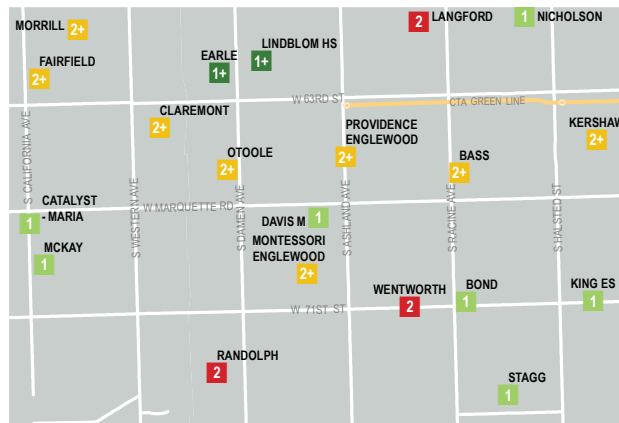 MORRILL
2+
2
LANGFORD
1
NICHOLSON
EARLE
1+
LINDBLOM HS
1+
FAIRFIELD
2+
W 63RD ST
CTA GREEN LINE
CLAREMONT
2+
PROVIDENCE
ENGLEWOOD
2+
KERSHAW
2+
OTOOLE
2+
BASS
2+
S CALIFORNIA AVE
S WESTERN AVE
S DAMEN AVE
S ASHLAND AVE
S RACINE AVE
S HALSTED ST
CATALYST
- MARIA
1
W MARQUETTE RD
DAVIS M
1
MCKAY
1
MONTESSORI
ENGLEWOOD
2+
WENTWORTH
2
BOND
1
KING ES
1
W 71ST ST
RANDOLPH
2
STAGG
1